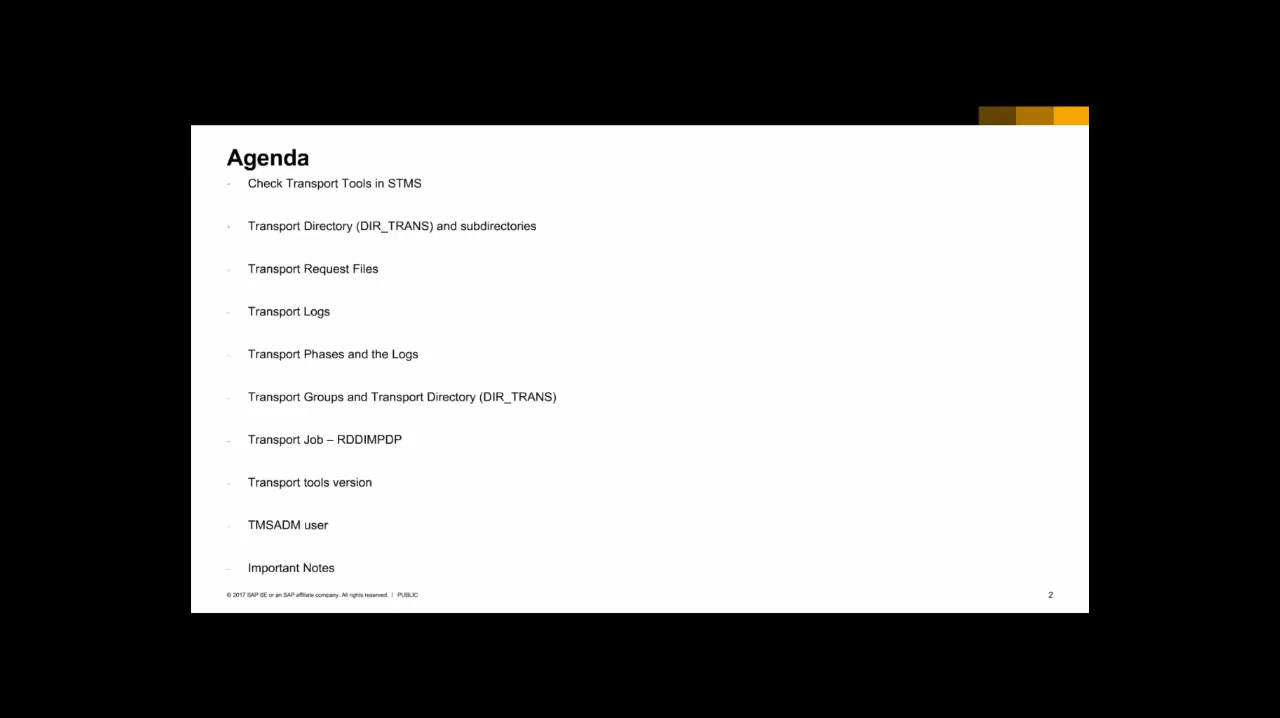 Agenda
- Check Transport Tools in STMS
- Transport Directory (DIR_TRANS) and subdirectories
- Transport Request Files
- Transport Logs
- Transport Phases and the Logs
- Transport Groups and Transport Directory (DIR_TRANS)
- Transport Job – RDDIMPDP
- Transport tools version
- TMSADM user
- Important Notes
© 2017 SAP SE or an SAP affiliate company. All rights reserved. | PUBLIC
2